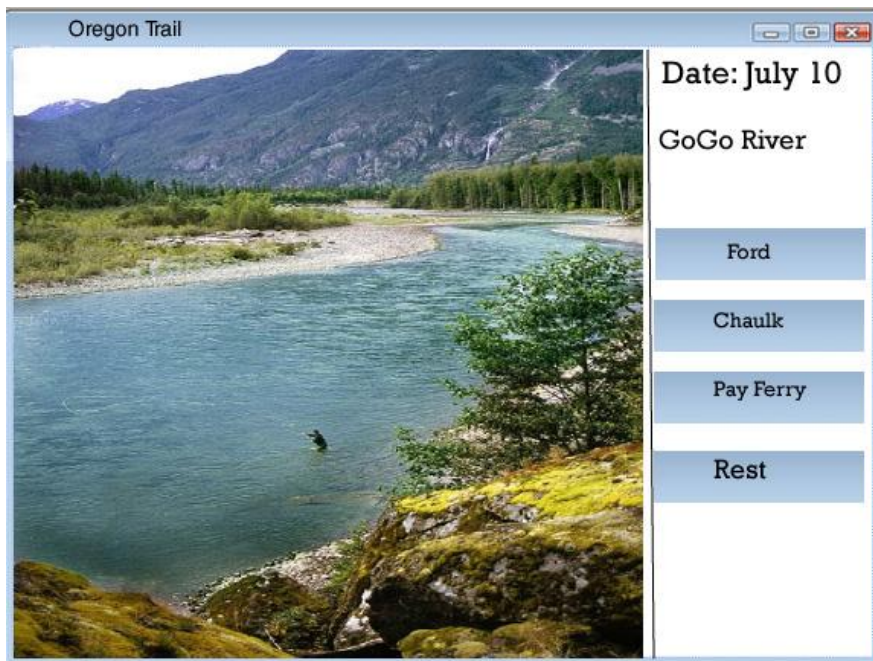 Oregon Trail
Date: July 10
GoGo River
Ford
Chaulk
Pay Ferry
Rest